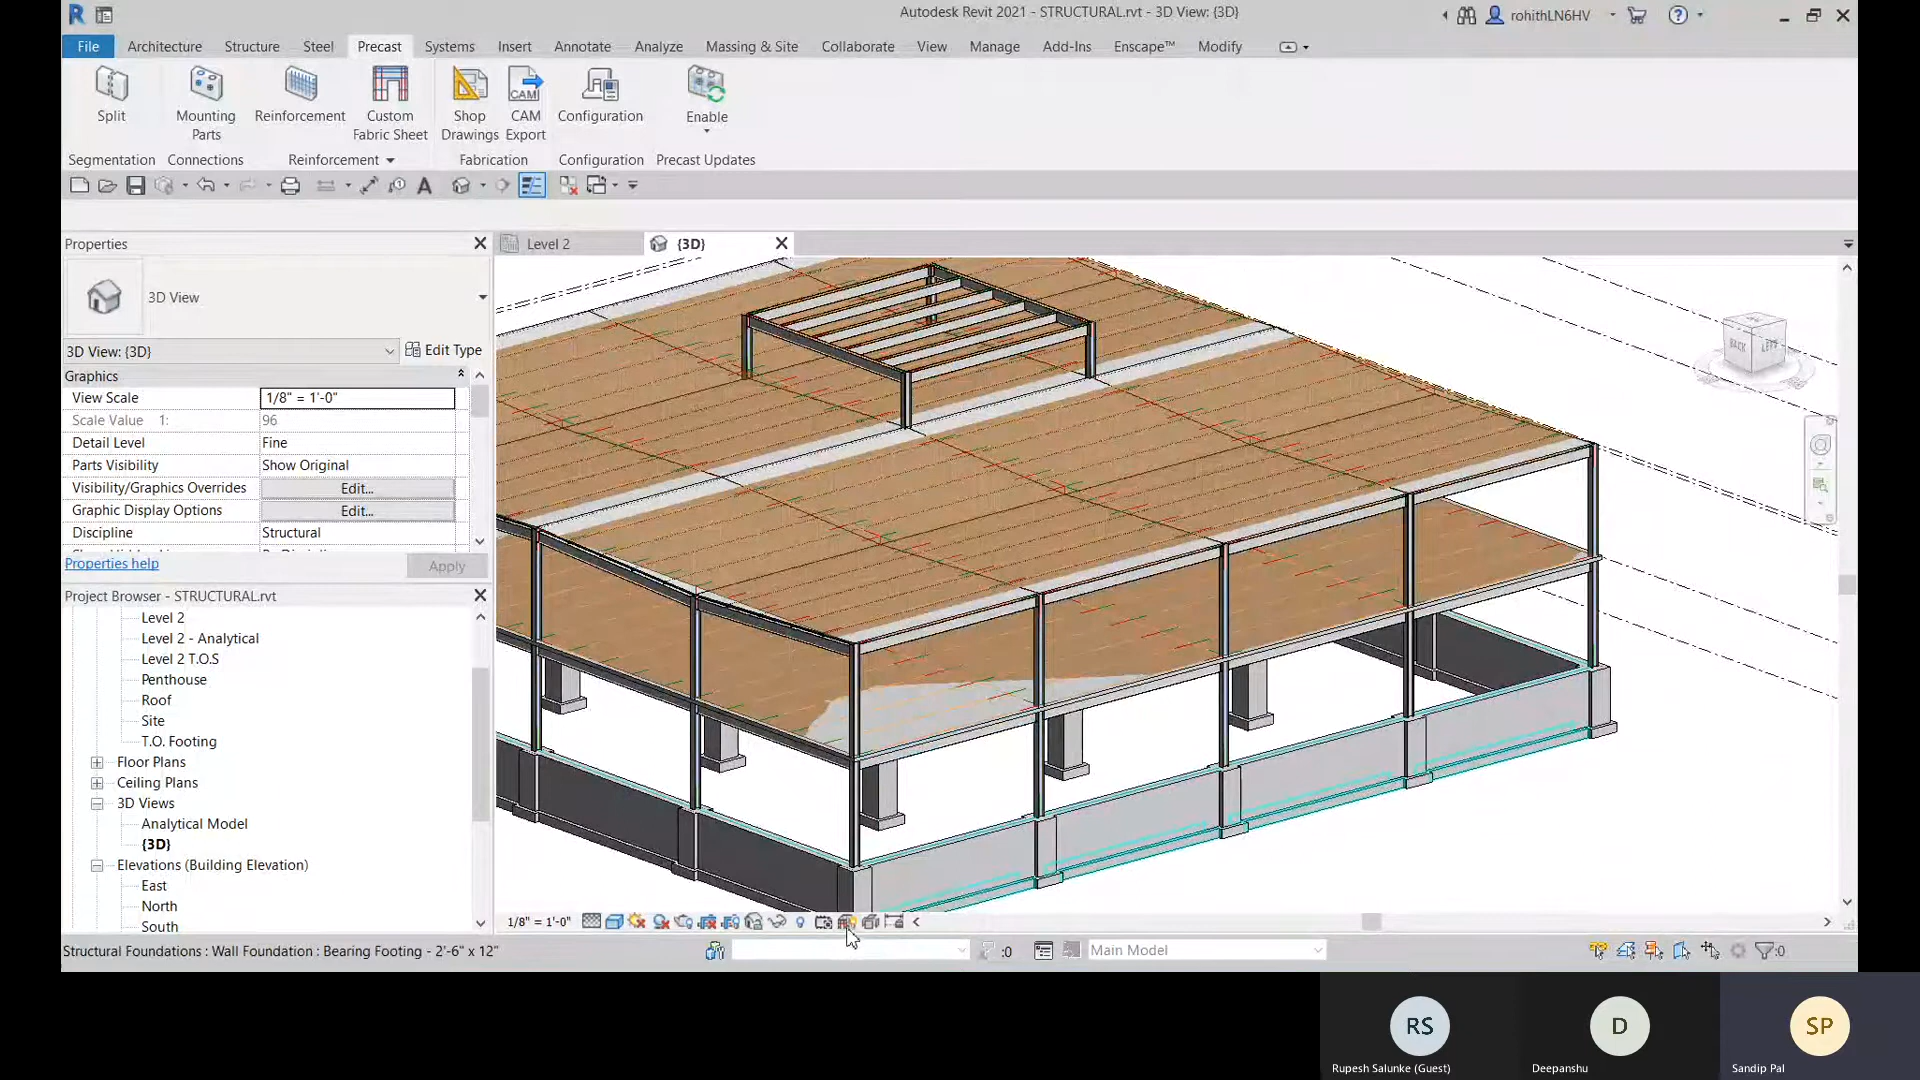 Autodesk Revit 2021 - STRUCTURAL.rvt - 3D View: {3D}
rohithLN6HV
File Architecture Structure Steel Precast Systems Insert Annotate Analyze Massing & Site Collaborate View Manage Add-Ins Enscape™ Modify
Split
Mounting Parts
Reinforcement
Custom Fabric Sheet
Shop Drawings
CAM
CAM Export
Configuration
Enable
Segmentation Connections Reinforcement Fabrication Configuration Precast Updates
Properties
Level 2
{3D}
3D View
3D View: {3D}
Edit Type
Graphics
View Scale 1/8" = 1'-0"
Scale Value 1: 96
Detail Level Fine
Parts Visibility Show Original
Visibility/Graphics Overrides Edit...
Graphic Display Options Edit...
Discipline Structural
Properties help
Apply
Project Browser - STRUCTURAL.rvt
Level 2
Level 2 - Analytical
Level 2 T.O.S
Penthouse
Roof
Site
T.O. Footing
Floor Plans
Ceiling Plans
3D Views
Analytical Model
{3D}
Elevations (Building Elevation)
East
North
South
BACK
LEFT
1/8" = 1'-0"
Structural Foundations : Wall Foundation : Bearing Footing - 2'-6" x 12"
:0
Main Model
:0
RS
D
SP
Rupesh Salunke (Guest)
Deepanshu
Sandip Pal